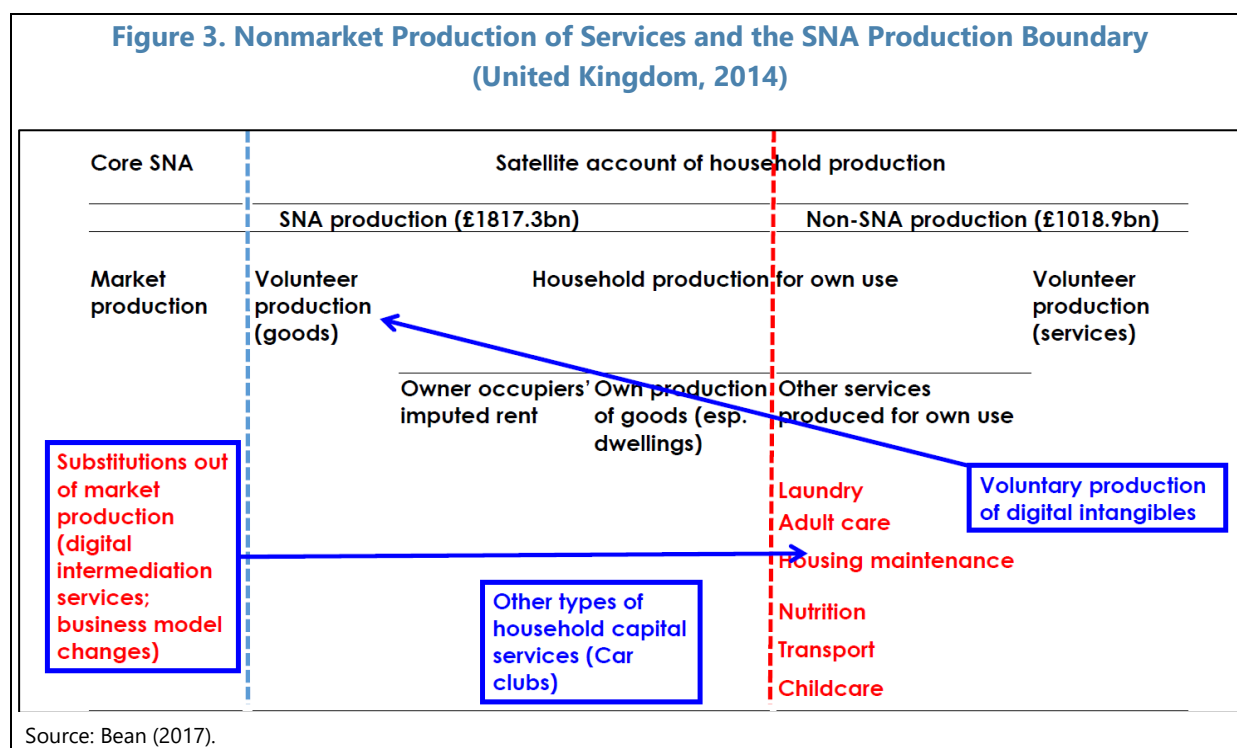 Figure 3. Nonmarket Production of Services and the SNA Production Boundary
(United Kingdom, 2014)
Core SNA
Satellite account of household production
SNA production (£1817.3bn)
Non-SNA production (£1018.9bn)
Market
production
Volunteer
production
(goods)
Household production for own use
Volunteer
production
(services)
Owner occupiers'
imputed rent
Own production
of goods (esp.
dwellings)
Other services
produced for own use
Substitutions out
of market
production
(digital
intermediation
services;
business model
changes)
Other types of
household capital
services (Car
clubs)
Laundry
Adult care
Housing maintenance
Nutrition
Transport
Childcare
Voluntary production
of digital intangibles
Source: Bean (2017).